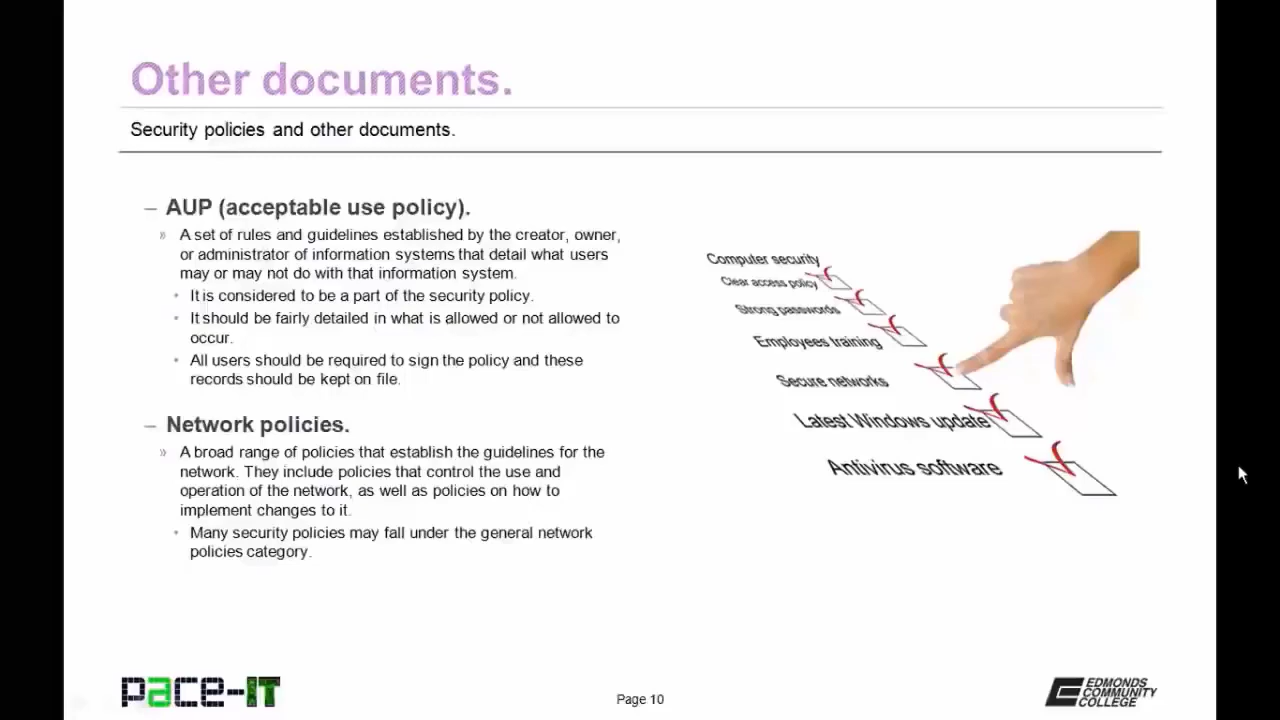 Other documents.
Security policies and other documents.
– AUP (acceptable use policy).
» A set of rules and guidelines established by the creator, owner,
or administrator of information systems that detail what users
may or may not do with that information system.
• It is considered to be a part of the security policy.
• It should be fairly detailed in what is allowed or not allowed to
occur.
• All users should be required to sign the policy and these
records should be kept on file.
– Network policies.
» A broad range of policies that establish the guidelines for the
network. They include policies that control the use and
operation of the network, as well as policies on how to
implement changes to it.
• Many security policies may fall under the general network
policies category.
Computer security
Clear access policy
Strong passwords
Employees training
Secure networks
Latest Windows update
Antivirus software
pace-IT
Page 10
EDMONDS
COMMUNITY
COLLEGE